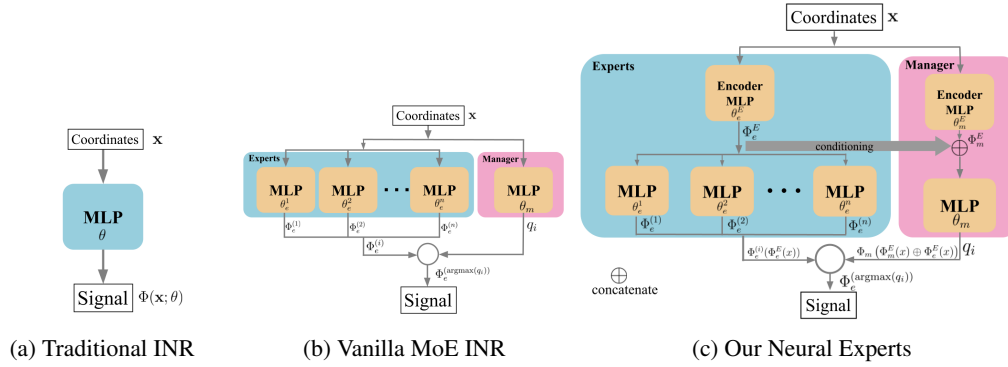 Coordinates x
MLP
θ
Signal Φ(x; θ)
(a) Traditional INR
Coordinates x
Experts
Manager
MLP
θ_e^1
MLP
θ_e^2
• • •
MLP
θ_e^n
MLP
θ_m
Φ_e^{(1)} Φ_e^{(2)} Φ_e^{(n)} q_i
Φ_e^{(i)}
Φ_e^{(argmax(q_i))}
Signal
(b) Vanilla MoE INR
Coordinates x
Experts
Manager
Encoder
MLP
θ_e^E
Encoder
MLP
θ_m^E
Φ_e^E
Φ_m^E
conditioning
⊕
MLP
θ_e^1
MLP
θ_e^2
• • •
MLP
θ_e^n
MLP
θ_m
Φ_e^{(1)} Φ_e^{(2)} Φ_e^{(n)}
q_i
Φ_e^{(i)}(Φ_e^E(x)) Φ_m (Φ_m^E(x) ⊕ Φ_e^E(x))
Φ_e^{(argmax(q_i))}
⊕
concatenate
Signal
(c) Our Neural Experts